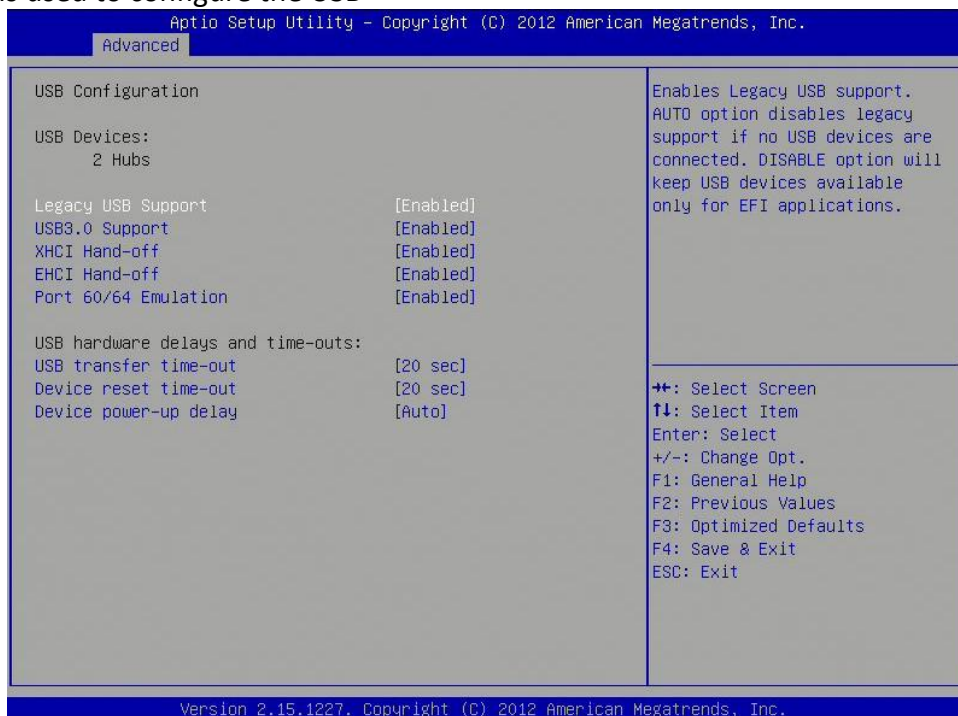 is used to configure the USB
Aptio Setup Utility – Copyright (C) 2012 American Megatrends, Inc.
Advanced
USB Configuration
USB Devices:
2 Hubs
Legacy USB Support [Enabled]
USB3.0 Support [Enabled]
XHCI Hand-off [Enabled]
EHCI Hand-off [Enabled]
Port 60/64 Emulation [Enabled]
USB hardware delays and time-outs:
USB transfer time-out [20 sec]
Device reset time-out [20 sec]
Device power-up delay [Auto]
Enables Legacy USB support.
AUTO option disables legacy
support if no USB devices are
connected. DISABLE option will
keep USB devices available
only for EFI applications.
→←: Select Screen
↑↓: Select Item
Enter: Select
+/-: Change Opt.
F1: General Help
F2: Previous Values
F3: Optimized Defaults
F4: Save & Exit
ESC: Exit
Version 2.15.1227. Copyright (C) 2012 American Megatrends, Inc.